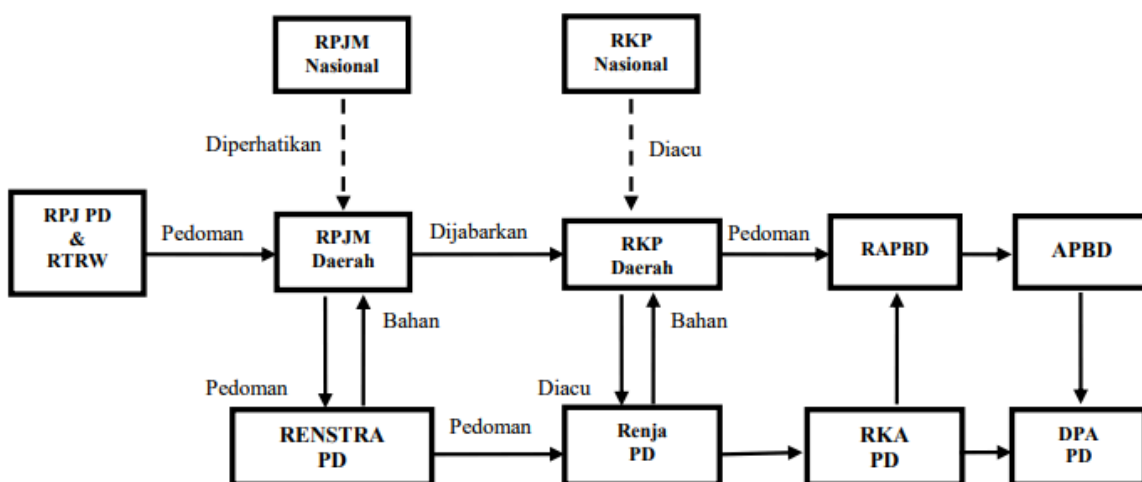 RPJM
Nasional
RKP
Nasional
Diperhatikan
Diacu
RPJ PD
&
RTRW
Pedoman
RPJM
Daerah
Dijabarkan
RKP
Daerah
Pedoman
RAPBD
APBD
Bahan
Bahan
Pedoman
Diacu
RENSTRA
PD
Pedoman
Renja
PD
RKA
PD
DPA
PD